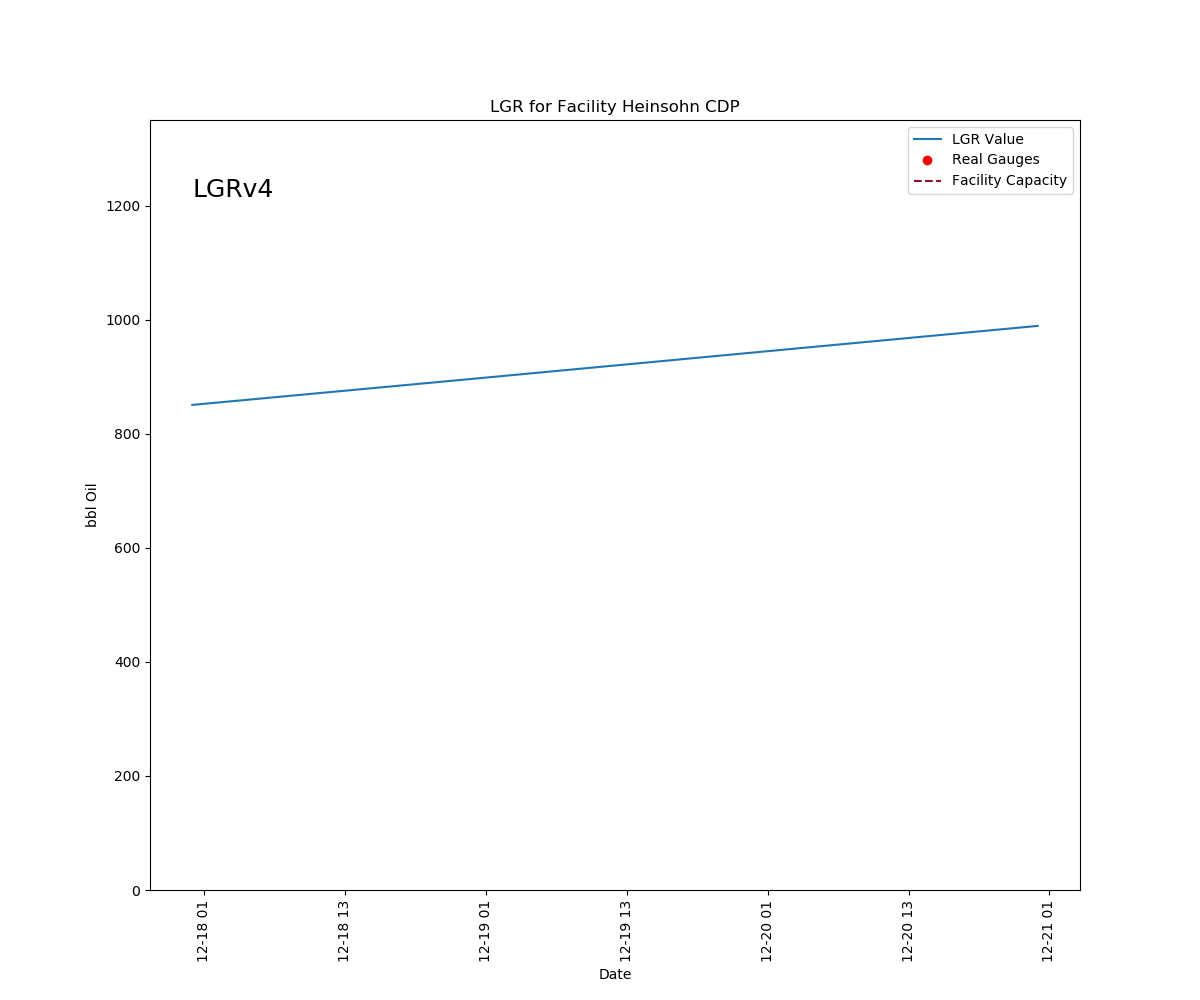 LGR for Facility Heinsohn CDP
LGR Value
Real Gauges
Facility Capacity
LGRv4
1200
1000
800
600
400
200
0
bbl Oil
12-18 01
12-18 13
12-19 01
12-19 13
12-20 01
12-20 13
12-21 01
Date